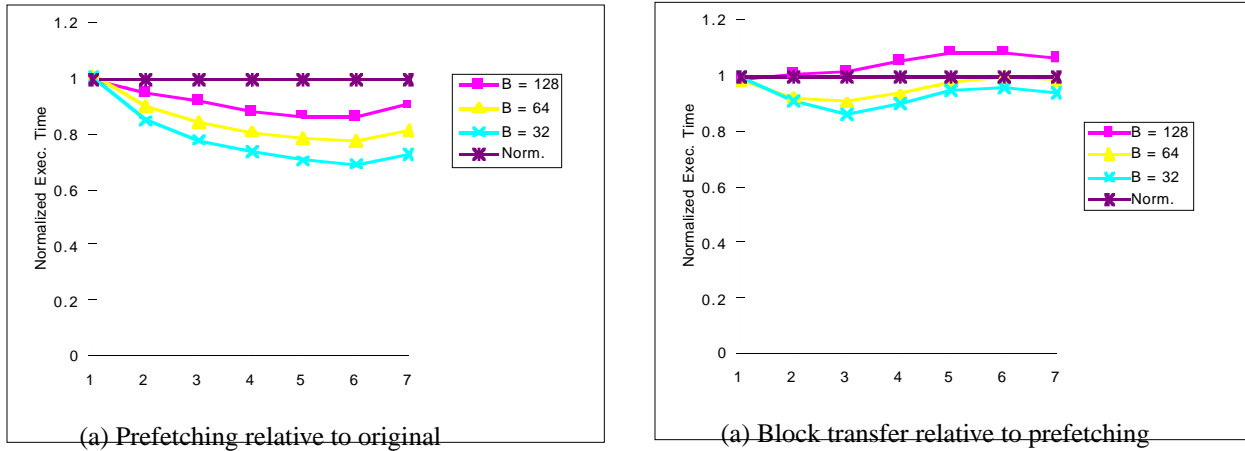 1.2
1
0.8
0.6
0.4
0.2
0
Normalized Exec. Time
1 2 3 4 5 6 7
B = 128
B = 64
B = 32
Norm.
(a) Prefetching relative to original
1.2
1
0.8
0.6
0.4
0.2
0
Normalized Exec. Time
1 2 3 4 5 6 7
B = 128
B = 64
B = 32
Norm.
(a) Block transfer relative to prefetching